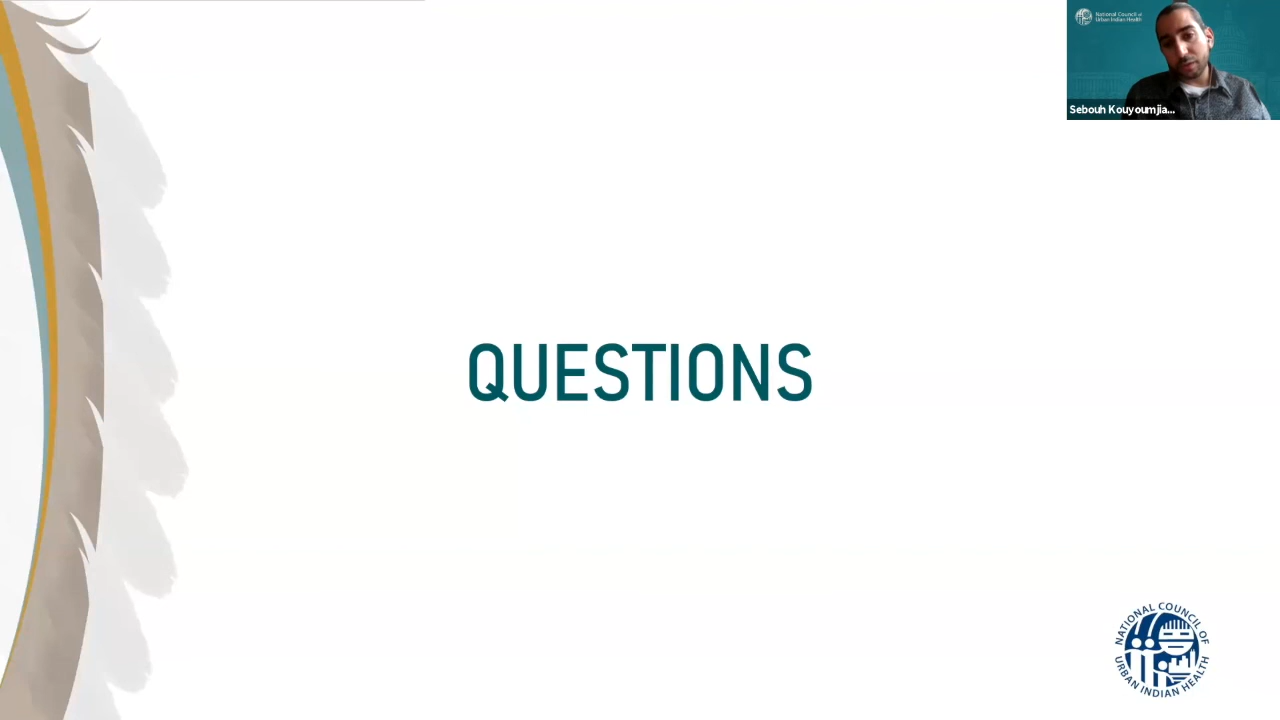 National Council of
Urban Indian Health
Sebouh Kouyoumjia...
QUESTIONS
NATIONAL COUNCIL OF
URBAN INDIAN HEALTH